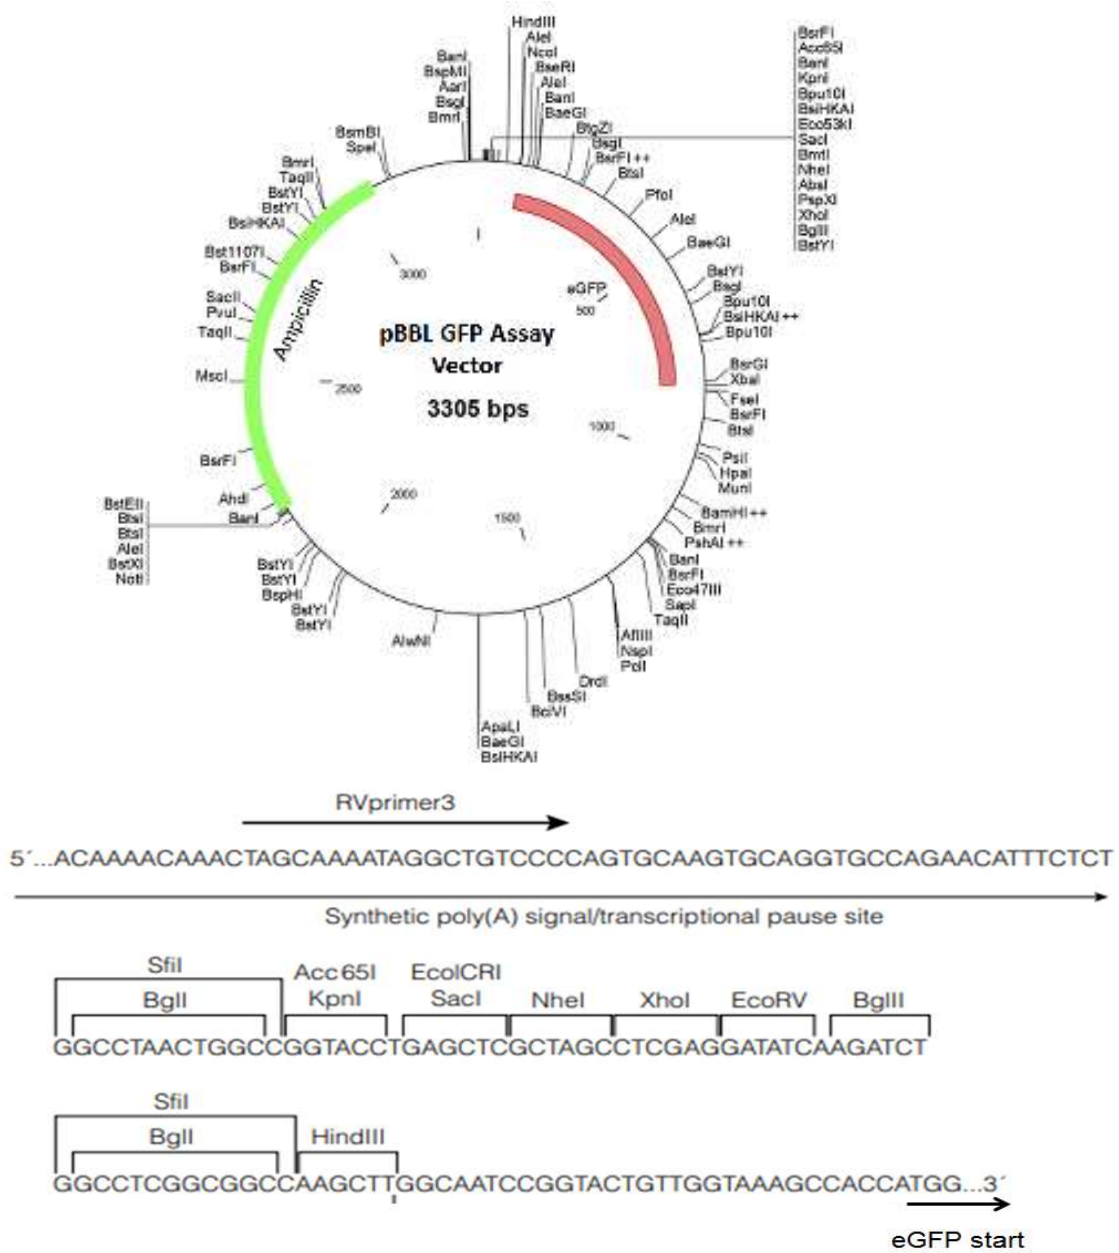 HindIII
AleI
NcoI
BseRI
AleI
BanI
BaeGI
BtgZI
BsgI
BsrFI ++
BtsI
PfoI
AleI
BaeGI
BstYI
BsgI
Bpu10I
BsiHKAI ++
Bpu10I
BsrGI
XbaI
FseI
BsrFI
BtsI
PsiI
HpaI
MunI
BamHI ++
BmrI
PshAI ++
BanI
BsrFI
Eco47III
SapI
TaqII
AflIII
NspI
PciI
DrdI
BssSI
BciVI
ApaLI
BaeGI
BsiHKAI
AlwNI
BstYI
BstYI
BspHI
BstYI
BstYI
BstEII
BtsI
BtsI
AleI
BstXI
NotI
BanI
AhdI
BsrFI
MscI
TaqII
PvuI
SacII
BsrFI
Bst1107I
BsiHKAI
BstYI
BstYI
TaqII
BmrI
SpeI
BsmBI
BmrI
BsgI
AarI
BspMI
BanI
BsrFI
Acc65I
BanI
KpnI
Bpu10I
BsiHKAI
Eco53kI
SacI
BmtI
NheI
AbsI
PspXI
XhoI
BglII
BstYI
1
500
1000
1500
2000
2500
3000
eGFP
Ampicillin
pBBL GFP Assay
Vector
3305 bps
RVprimer3
5´...ACAAAACAAACTAGCAAAATAGGCTGTCCCCAGTGCAAGTGCAGGTGCCAGAACATTTCTCT
Synthetic poly(A) signal/transcriptional pause site
SfiI
Acc65I EcoICRI
BglI KpnI SacI NheI XhoI EcoRV BglII
GGCCTAACTGGCCGGTACCTGAGCTCGCTAGCCTCGAGGATATCAAGATCT
SfiI
BglI HindIII
GGCCTCGGCGGCCAAGCTTGGCAATCCGGTACTGTTGGTAAAGCCACCATGG...3´
eGFP start